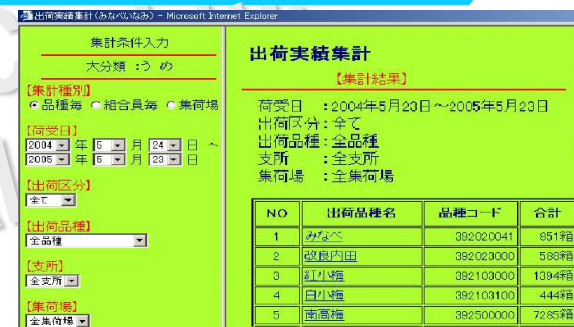 出荷実績集計(みなべいなみ) - Microsoft Internet Explorer
集計条件入力
大分類 :うめ
【集計種別】
品種毎 組合員毎 集荷場
【荷受日】
2004 年 5 月 24 日 ～
2005 年 5 月 23 日
【出荷区分】
全て
【出荷品種】
全品種
【支所】
全支所
【集荷場】
全集荷場
出荷実績集計
【集計結果】
荷受日 :2004年5月23日～2005年5月23日
出荷区分:全て
出荷品種:全品種
支所 :全支所
集荷場 :全集荷場
NO 出荷品種名 品種コード 合計
1 みなべ 392020041 851箱
2 改良内田 392023000 588箱
3 紅小梅 392103000 1394箱
4 白小梅 392103100 444箱
5 南高梅 392500000 7285箱